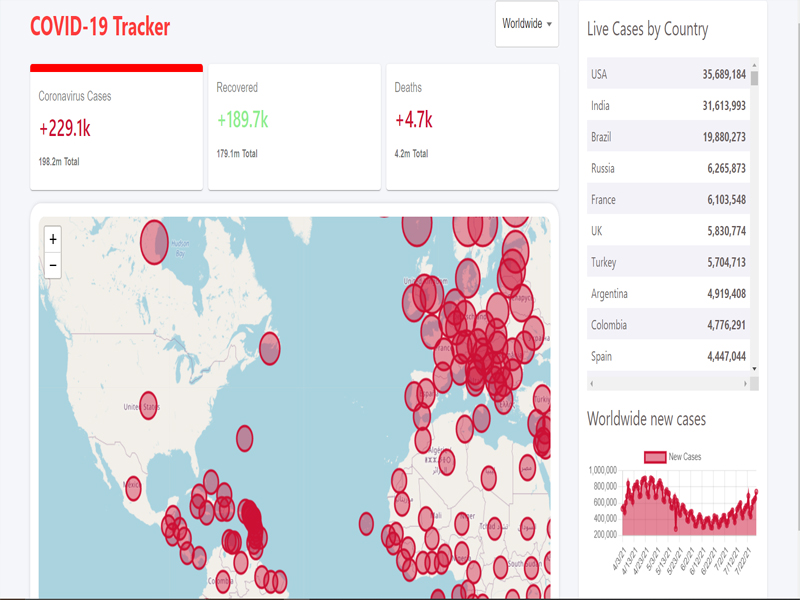 COVID-19 Tracker
Worldwide
Coronavirus Cases
+229.1k
198.2m Total
Recovered
+189.7k
179.1m Total
Deaths
+4.7k
4.2m Total
+
−
Hudson
Bay
United States
Live Cases by Country
USA 35,689,184
India 31,613,993
Brazil 19,880,273
Russia 6,265,873
France 6,103,548
UK 5,830,774
Turkey 5,704,713
Argentina 4,919,408
Colombia 4,776,291
Spain 4,447,044
Worldwide new cases
New Cases
1,000,000
800,000
600,000
400,000
200,000
4/3/21
4/13/21
4/23/21
5/3/21
5/13/21
5/23/21
6/2/21
6/12/21
6/22/21
7/2/21
7/12/21
7/22/21